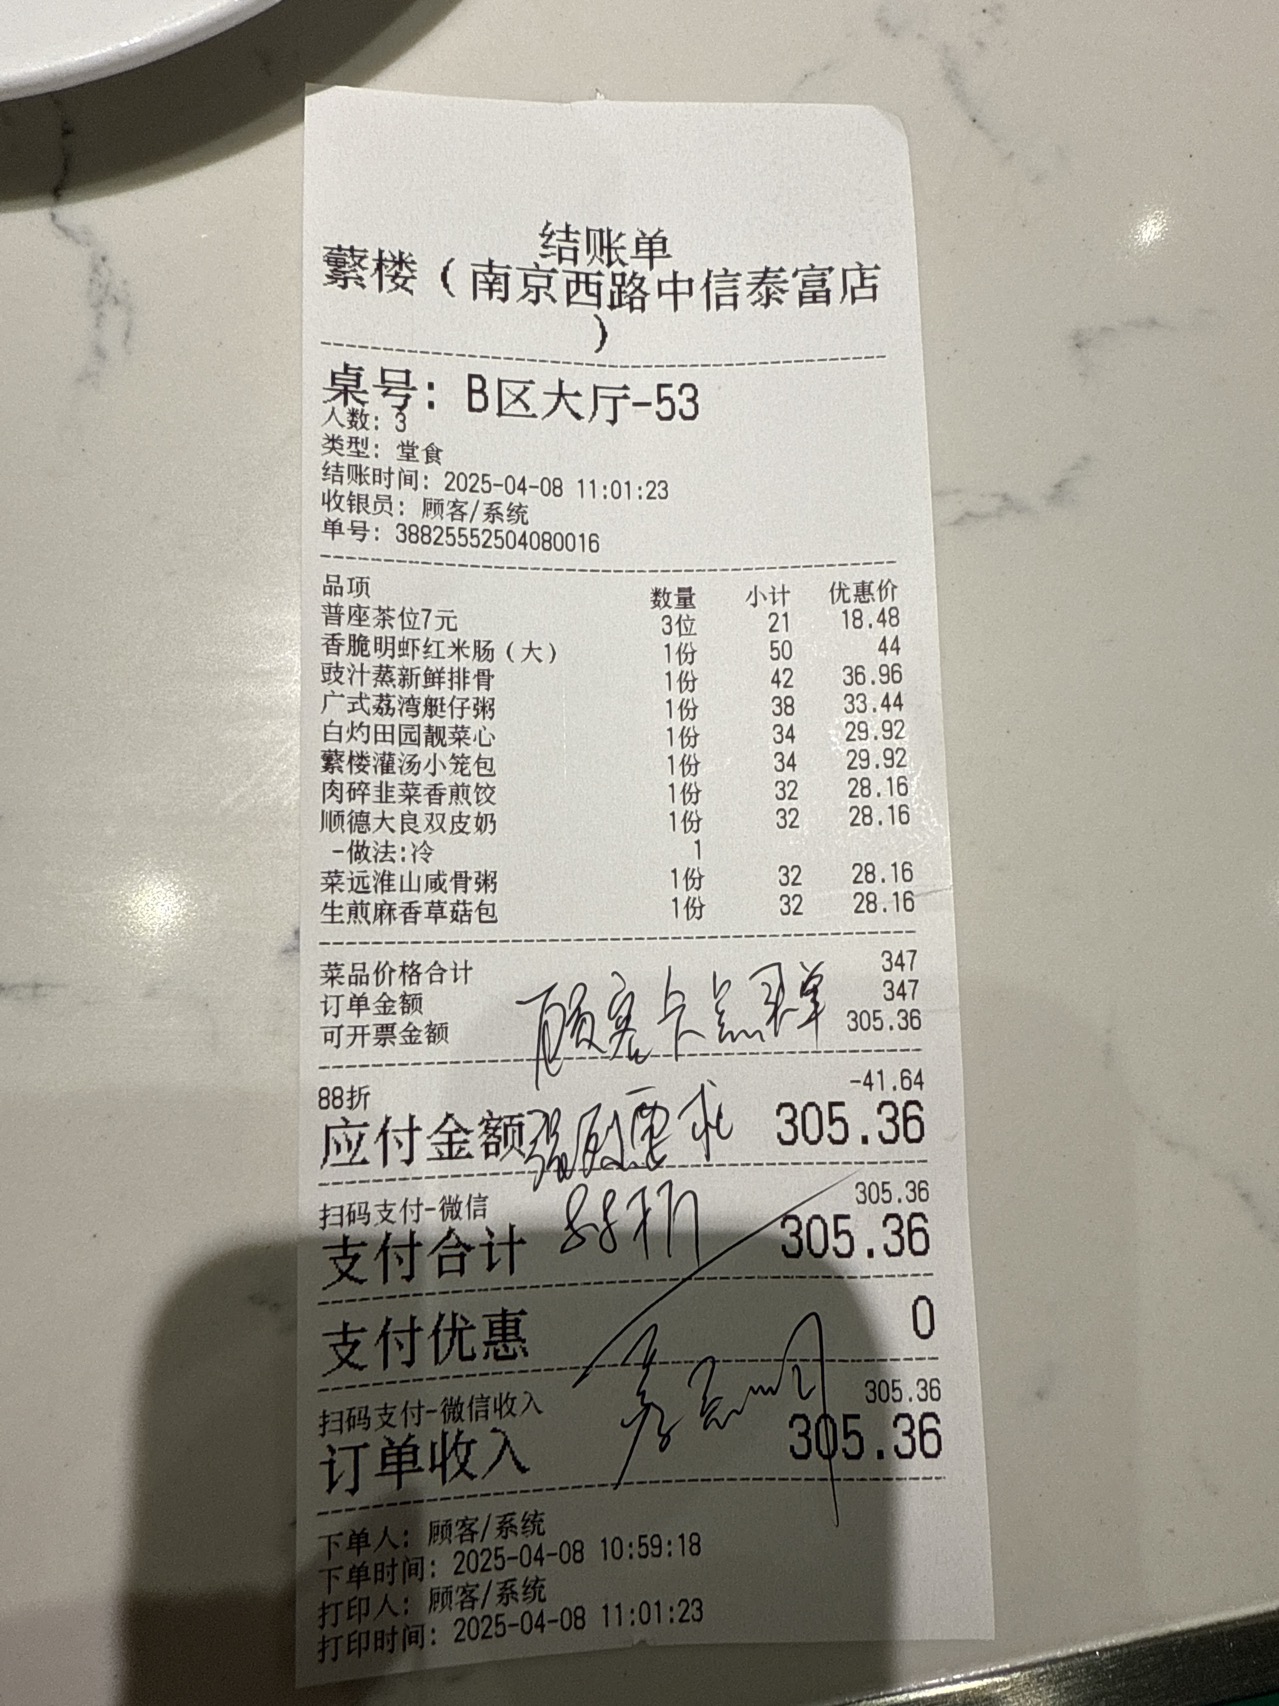 结账单
蘩楼（南京西路中信泰富店
）
桌号: B区大厅-53
人数: 3
类型: 堂食
结账时间: 2025-04-08 11:01:23
收银员: 顾客/系统
单号: 38825552504080016
品项 数量 小计 优惠价
普座茶位7元 3位 21 18.48
香脆明虾红米肠（大） 1份 50 44
豉汁蒸新鲜排骨 1份 42 36.96
广式荔湾艇仔粥 1份 38 33.44
白灼田园靓菜心 1份 34 29.92
蘩楼灌汤小笼包 1份 34 29.92
肉碎韭菜香煎饺 1份 32 28.16
顺德大良双皮奶 1份 32 28.16
-做法:冷 1
菜远淮山咸骨粥 1份 32 28.16
生煎麻香草菇包 1份 32 28.16
菜品价格合计 347
订单金额 347
可开票金额 305.36
顾客卡点买单
88折 -41.64
应付金额 305.36
强烈要求
扫码支付-微信 305.36
支付合计 305.36
88折
支付优惠 0
扫码支付-微信收入 305.36
订单收入 305.36
下单人: 顾客/系统
下单时间: 2025-04-08 10:59:18
打印人: 顾客/系统
打印时间: 2025-04-08 11:01:23